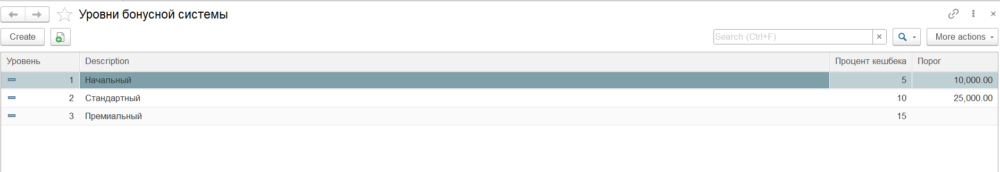 Уровни бонусной системы
Create
Search (Ctrl+F)
More actions
Уровень Description Процент кешбека Порог
1 Начальный 5 10,000.00
2 Стандартный 10 25,000.00
3 Премиальный 15